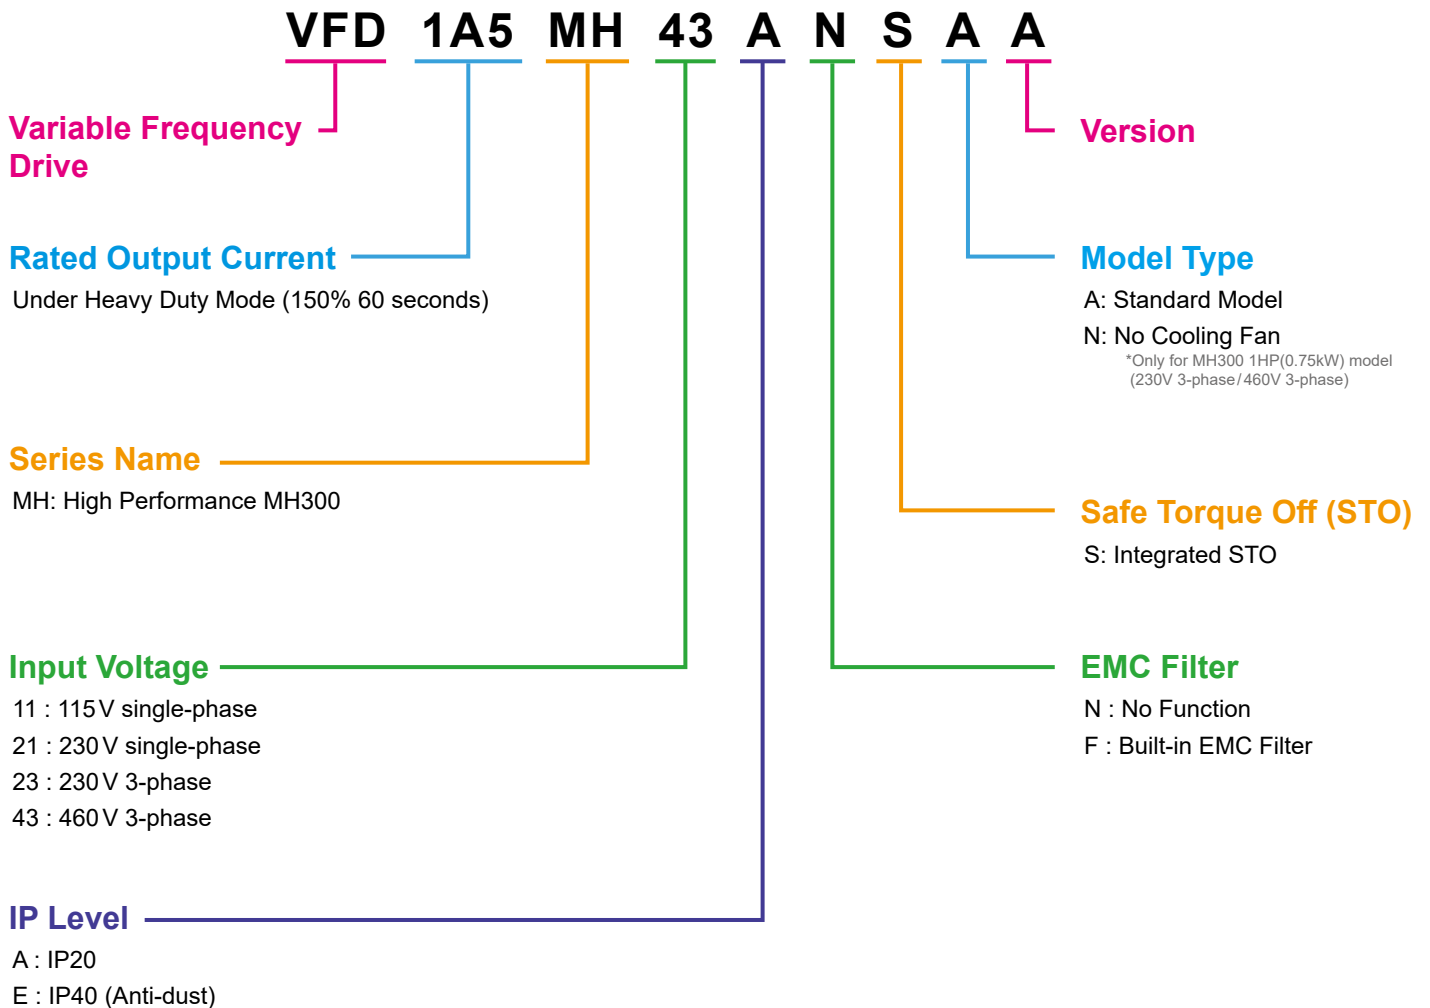 VFD 1A5 MH 43 A N S A A
Variable Frequency
Drive
Rated Output Current
Under Heavy Duty Mode (150% 60 seconds)
Series Name
MH: High Performance MH300
Input Voltage
11 : 115V single-phase
21 : 230V single-phase
23 : 230V 3-phase
43 : 460V 3-phase
IP Level
A : IP20
E : IP40 (Anti-dust)
Version
Model Type
A: Standard Model
N: No Cooling Fan
*Only for MH300 1HP(0.75kW) model
(230V 3-phase/460V 3-phase)
Safe Torque Off (STO)
S: Integrated STO
EMC Filter
N : No Function
F : Built-in EMC Filter